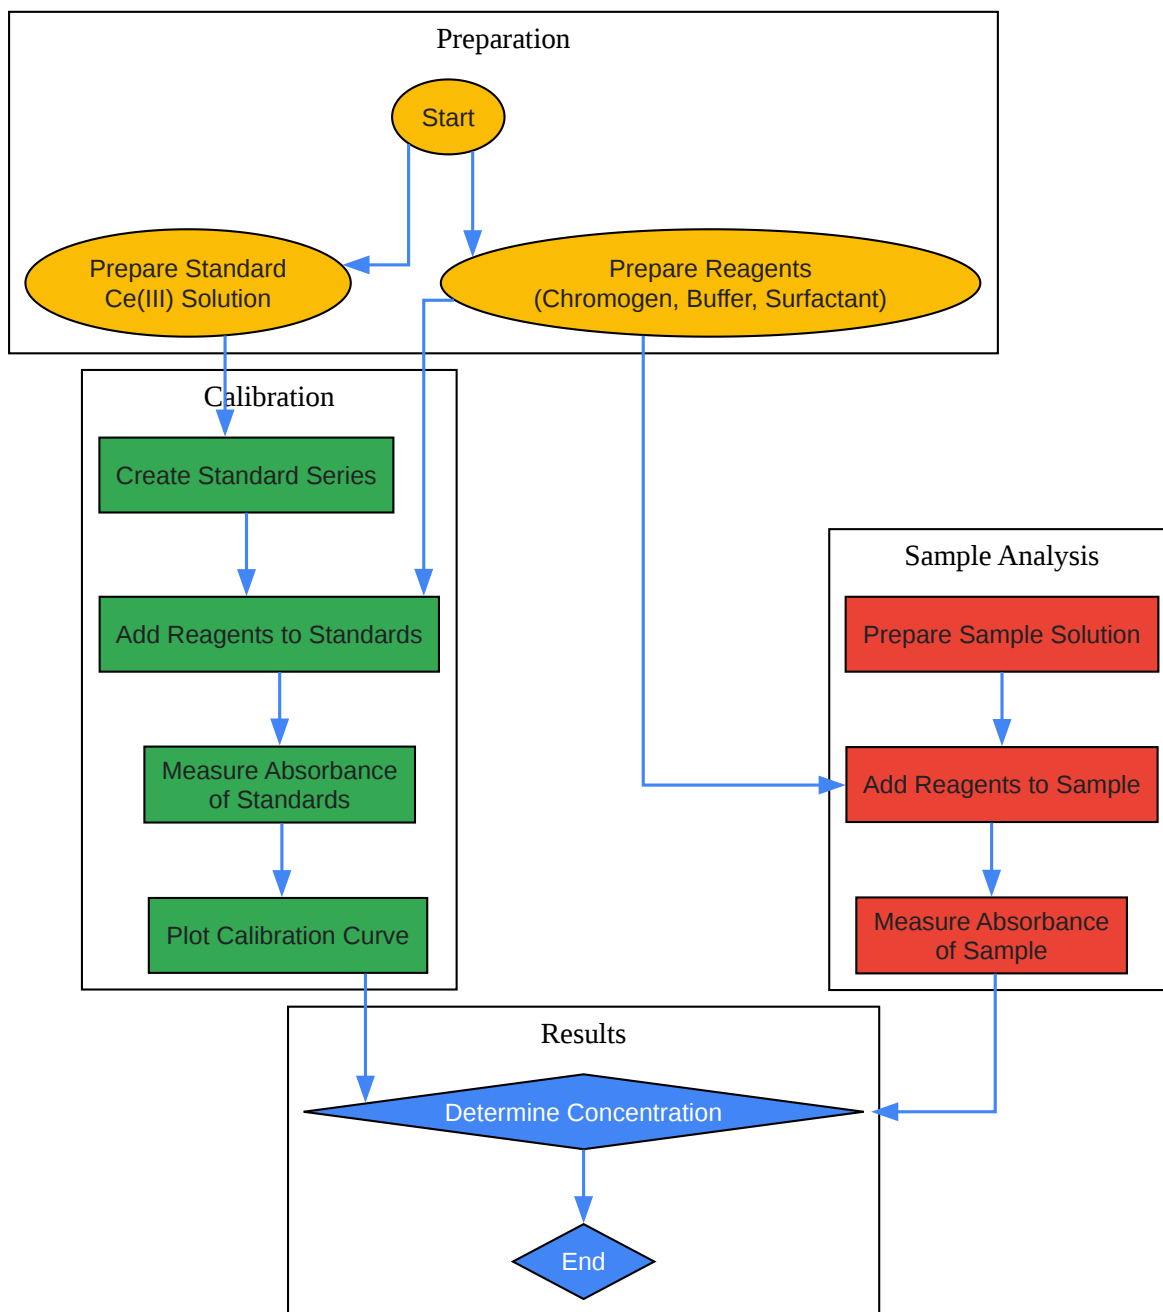 Preparation
Start
Prepare Standard
Ce(III) Solution
Prepare Reagents
(Chromogen, Buffer, Surfactant)
Calibration
Create Standard Series
Add Reagents to Standards
Measure Absorbance
of Standards
Plot Calibration Curve
Sample Analysis
Prepare Sample Solution
Add Reagents to Sample
Measure Absorbance
of Sample
Results
Determine Concentration
End